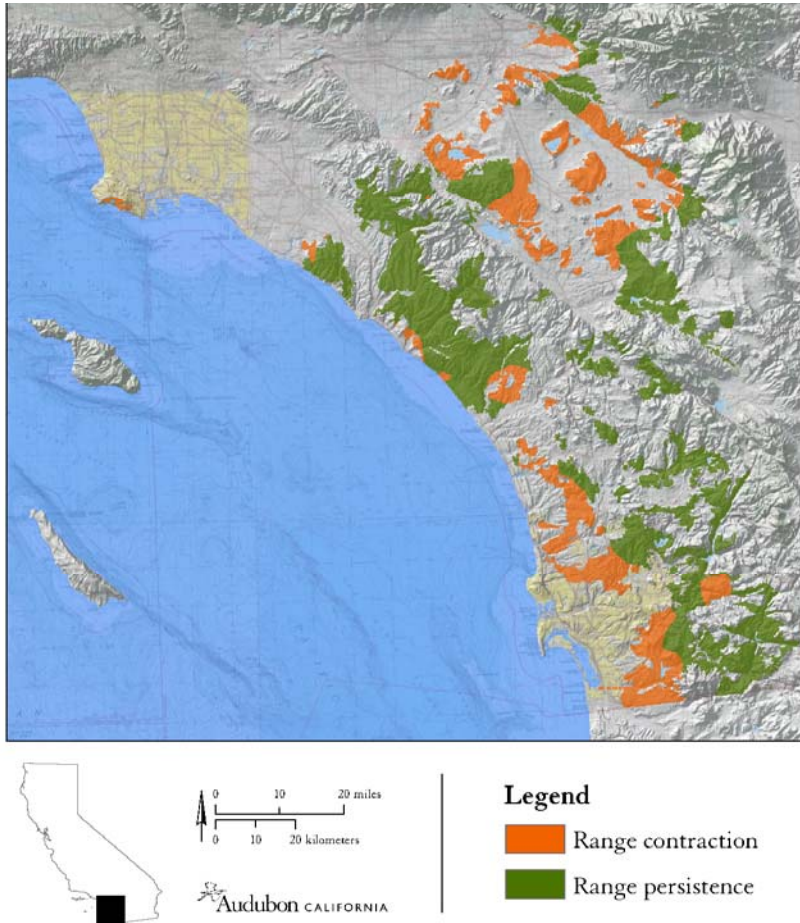 0 10 20 miles
0 10 20 kilometers
Audubon CALIFORNIA
Legend
Range contraction
Range persistence